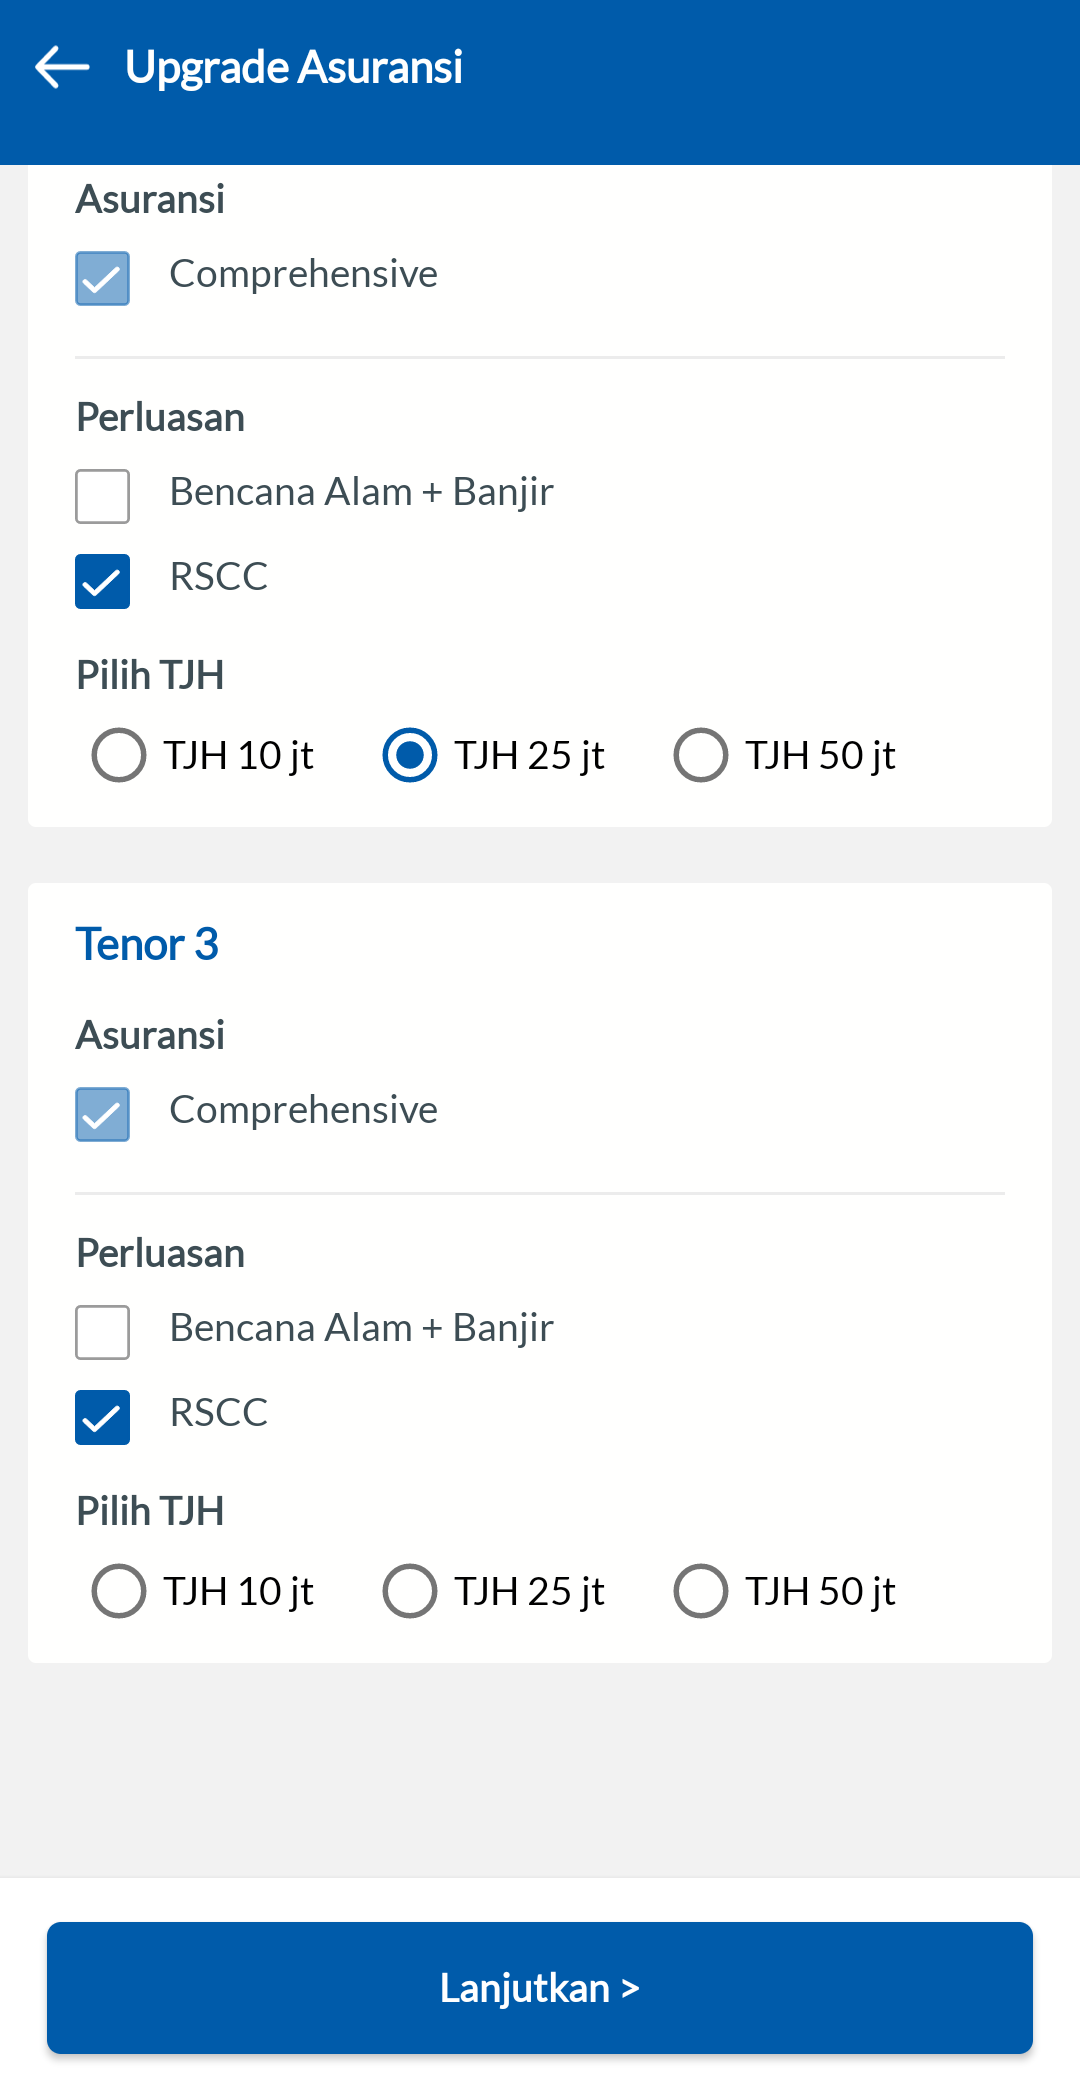 Upgrade Asuransi
Asuransi
Comprehensive
Perluasan
Bencana Alam + Banjir
RSCC
Pilih TJH
TJH 10 jt TJH 25 jt TJH 50 jt
Tenor 3
Asuransi
Comprehensive
Perluasan
Bencana Alam + Banjir
RSCC
Pilih TJH
TJH 10 jt TJH 25 jt TJH 50 jt
Lanjutkan >